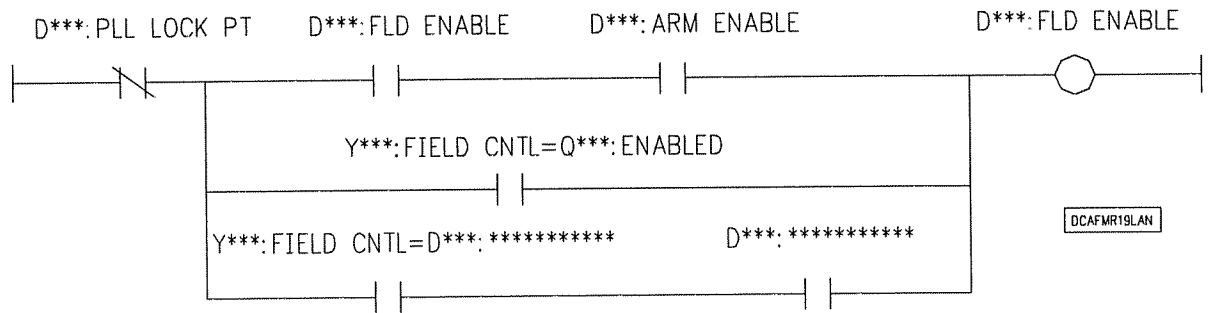 D***:PLL LOCK PT D***:FLD ENABLE D***:ARM ENABLE D***:FLD ENABLE
Y***:FIELD CNTL=Q***:ENABLED
DCAFMR19LAN
Y***:FIELD CNTL=D***:*********** D***:***********